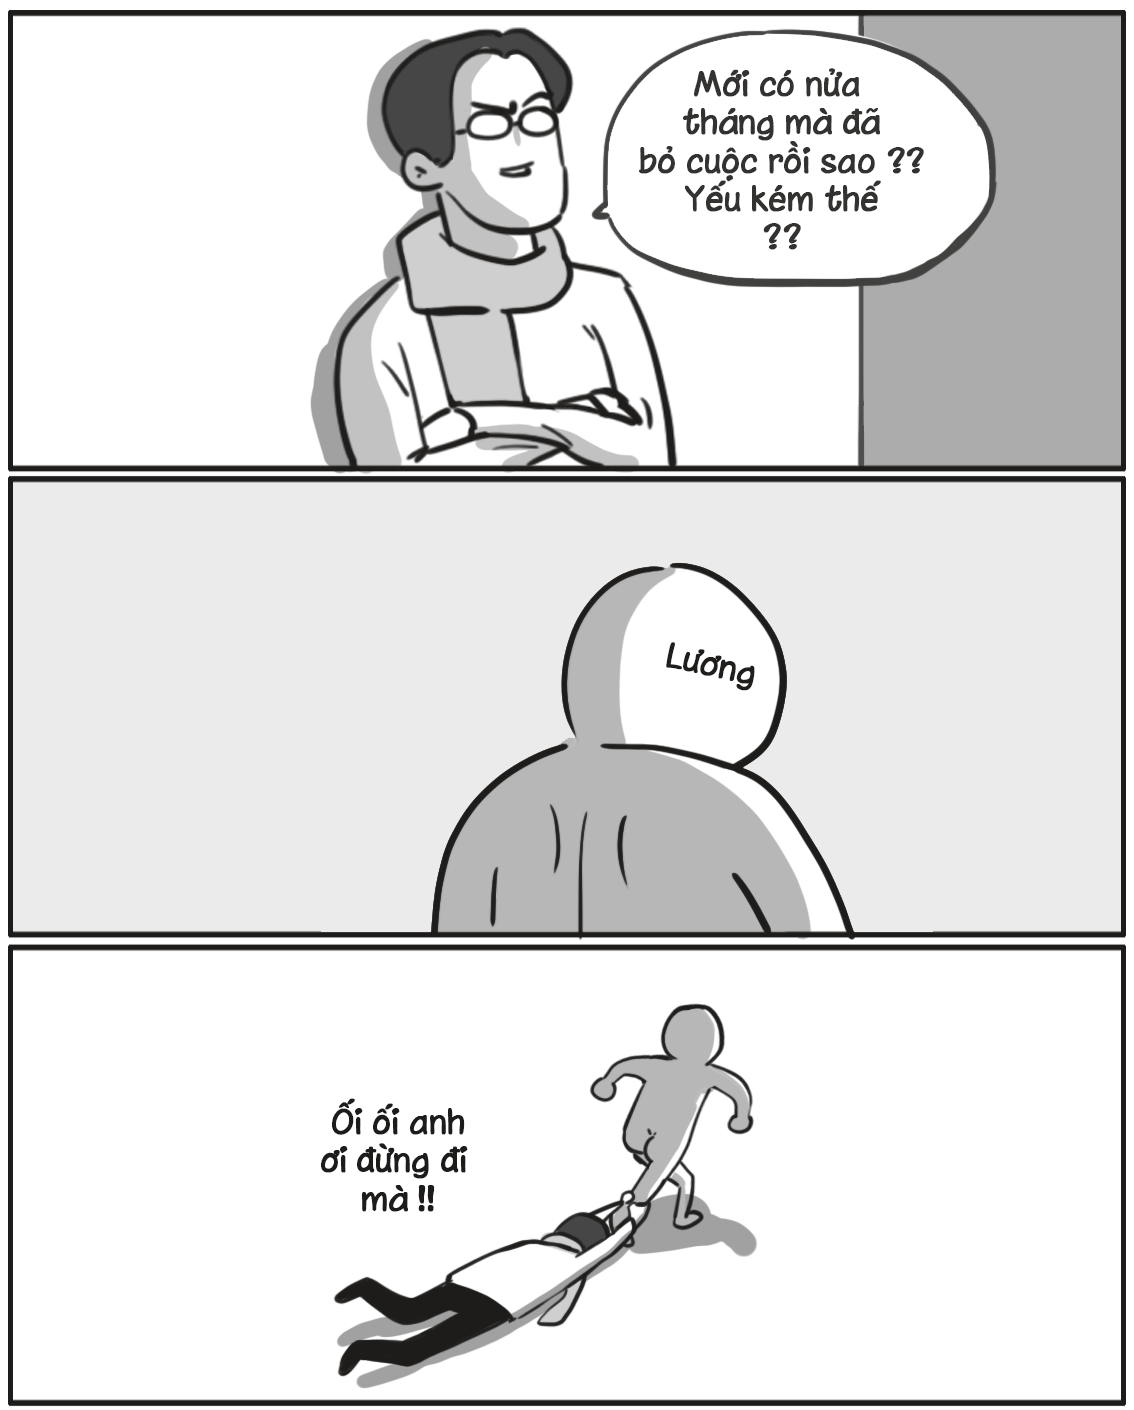 Mới có nửa
tháng mà đã
bỏ cuộc rồi sao ??
Yếu kém thế
??
Lương
Ối ối anh
ơi đừng đi
mà !!